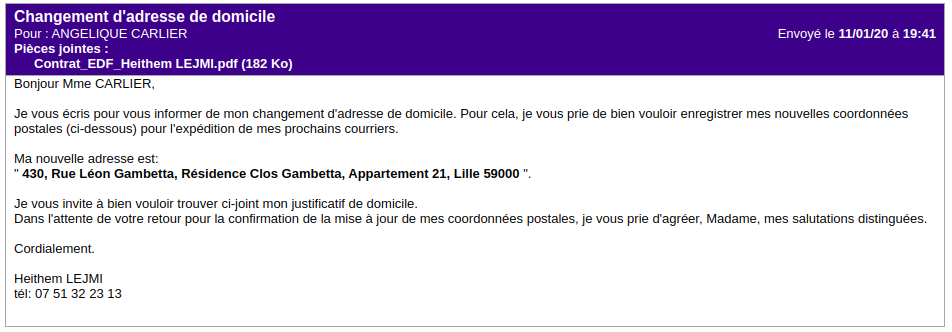 Changement d'adresse de domicile
Pour : ANGELIQUE CARLIER Envoyé le 11/01/20 à 19:41
Pièces jointes :
Contrat_EDF_Heithem LEJMI.pdf (182 Ko)
Bonjour Mme CARLIER,
Je vous écris pour vous informer de mon changement d'adresse de domicile. Pour cela, je vous prie de bien vouloir enregistrer mes nouvelles coordonnées
postales (ci-dessous) pour l'expédition de mes prochains courriers.
Ma nouvelle adresse est:
" 430, Rue Léon Gambetta, Résidence Clos Gambetta, Appartement 21, Lille 59000 ".
Je vous invite à bien vouloir trouver ci-joint mon justificatif de domicile.
Dans l'attente de votre retour pour la confirmation de la mise à jour de mes coordonnées postales, je vous prie d'agréer, Madame, mes salutations distinguées.
Cordialement.
Heithem LEJMI
tél: 07 51 32 23 13